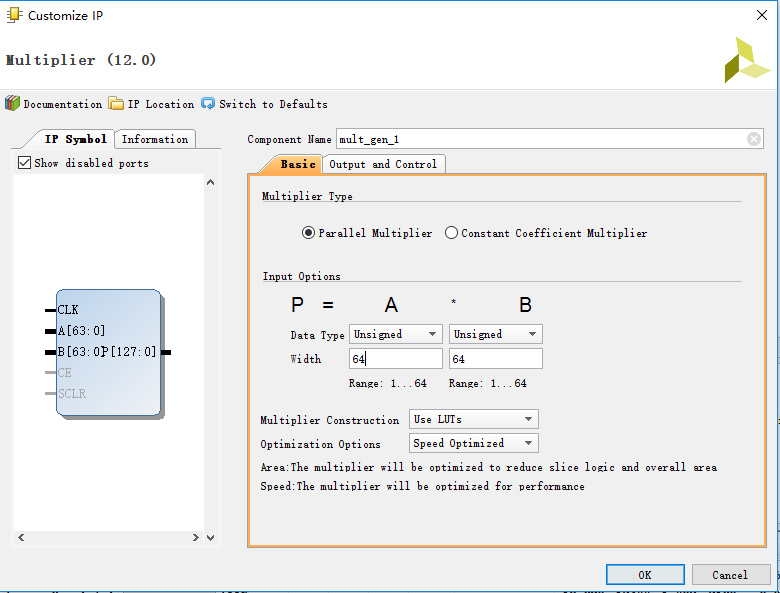 Customize IP
Multiplier (12.0)
Documentation IP Location Switch to Defaults
IP Symbol Information
Show disabled ports
CLK
A[63:0]
B[63:0] P[127:0]
CE
SCLR
Component Name mult_gen_1
Basic Output and Control
Multiplier Type
Parallel Multiplier Constant Coefficient Multiplier
Input Options
P = A * B
Data Type Unsigned Unsigned
Width 64 64
Range: 1...64 Range: 1...64
Multiplier Construction Use LUTs
Optimization Options Speed Optimized
Area:The multiplier will be optimized to reduce slice logic and overall area
Speed:The multiplier will be optimized for performance
OK Cancel